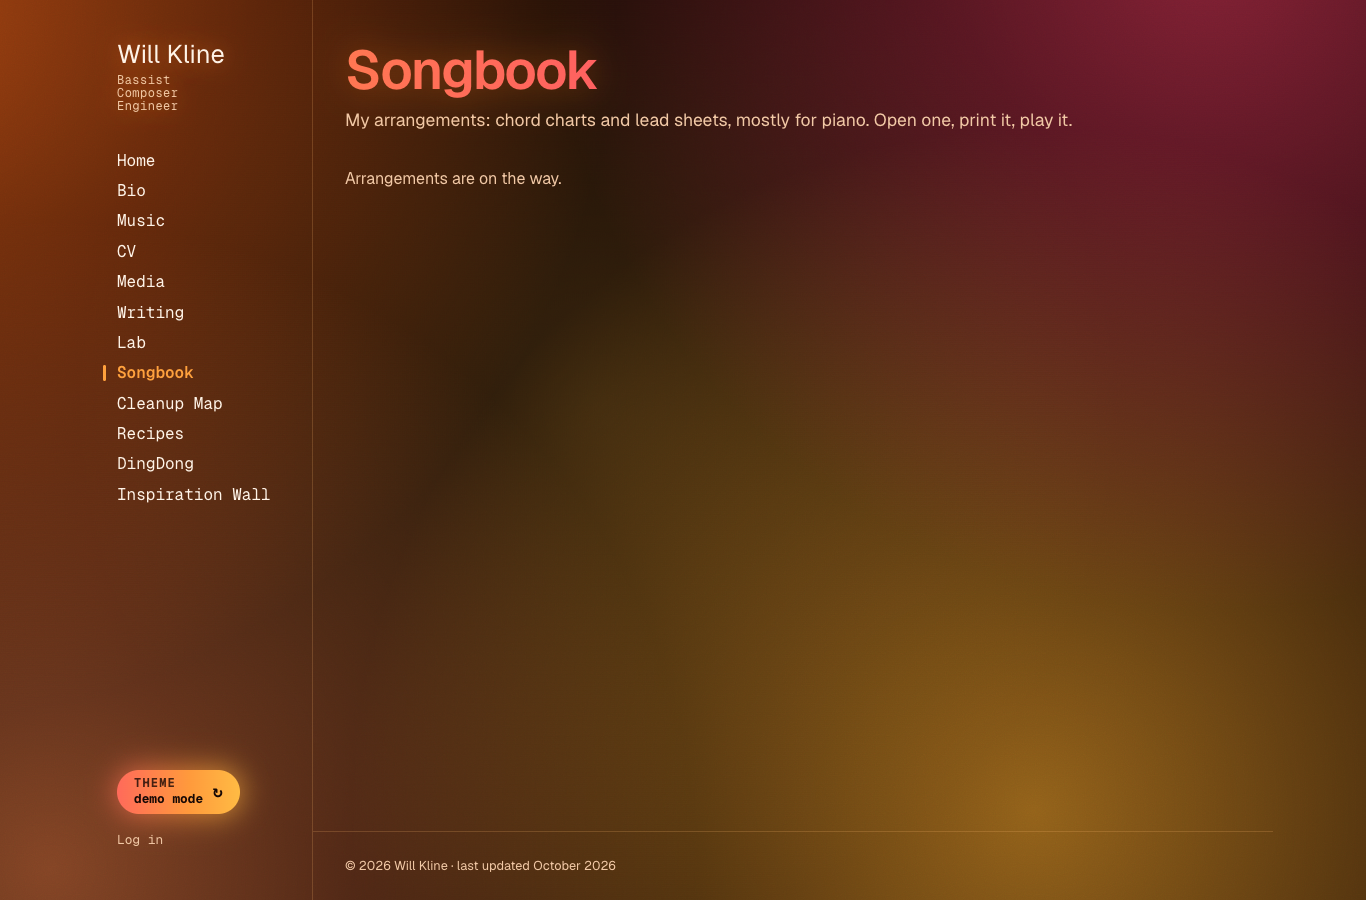 Will Kline
Bassist
Composer
Engineer
Home
Bio
Music
CV
Media
Writing
Lab
Songbook
Cleanup Map
Recipes
DingDong
Inspiration Wall
THEME
demo mode ↻
Log in
Songbook
My arrangements: chord charts and lead sheets, mostly for piano. Open one, print it, play it.
Arrangements are on the way.
© 2026 Will Kline · last updated October 2026